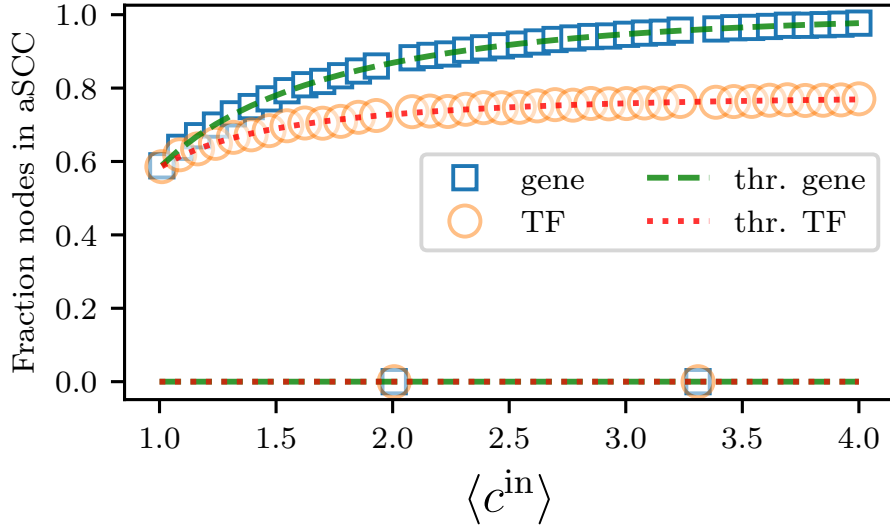 Fraction nodes in aSCC
1.0
0.8
0.6
0.4
0.2
0.0
gene
TF
thr. gene
thr. TF
1.0 1.5 2.0 2.5 3.0 3.5 4.0
⟨c^in⟩